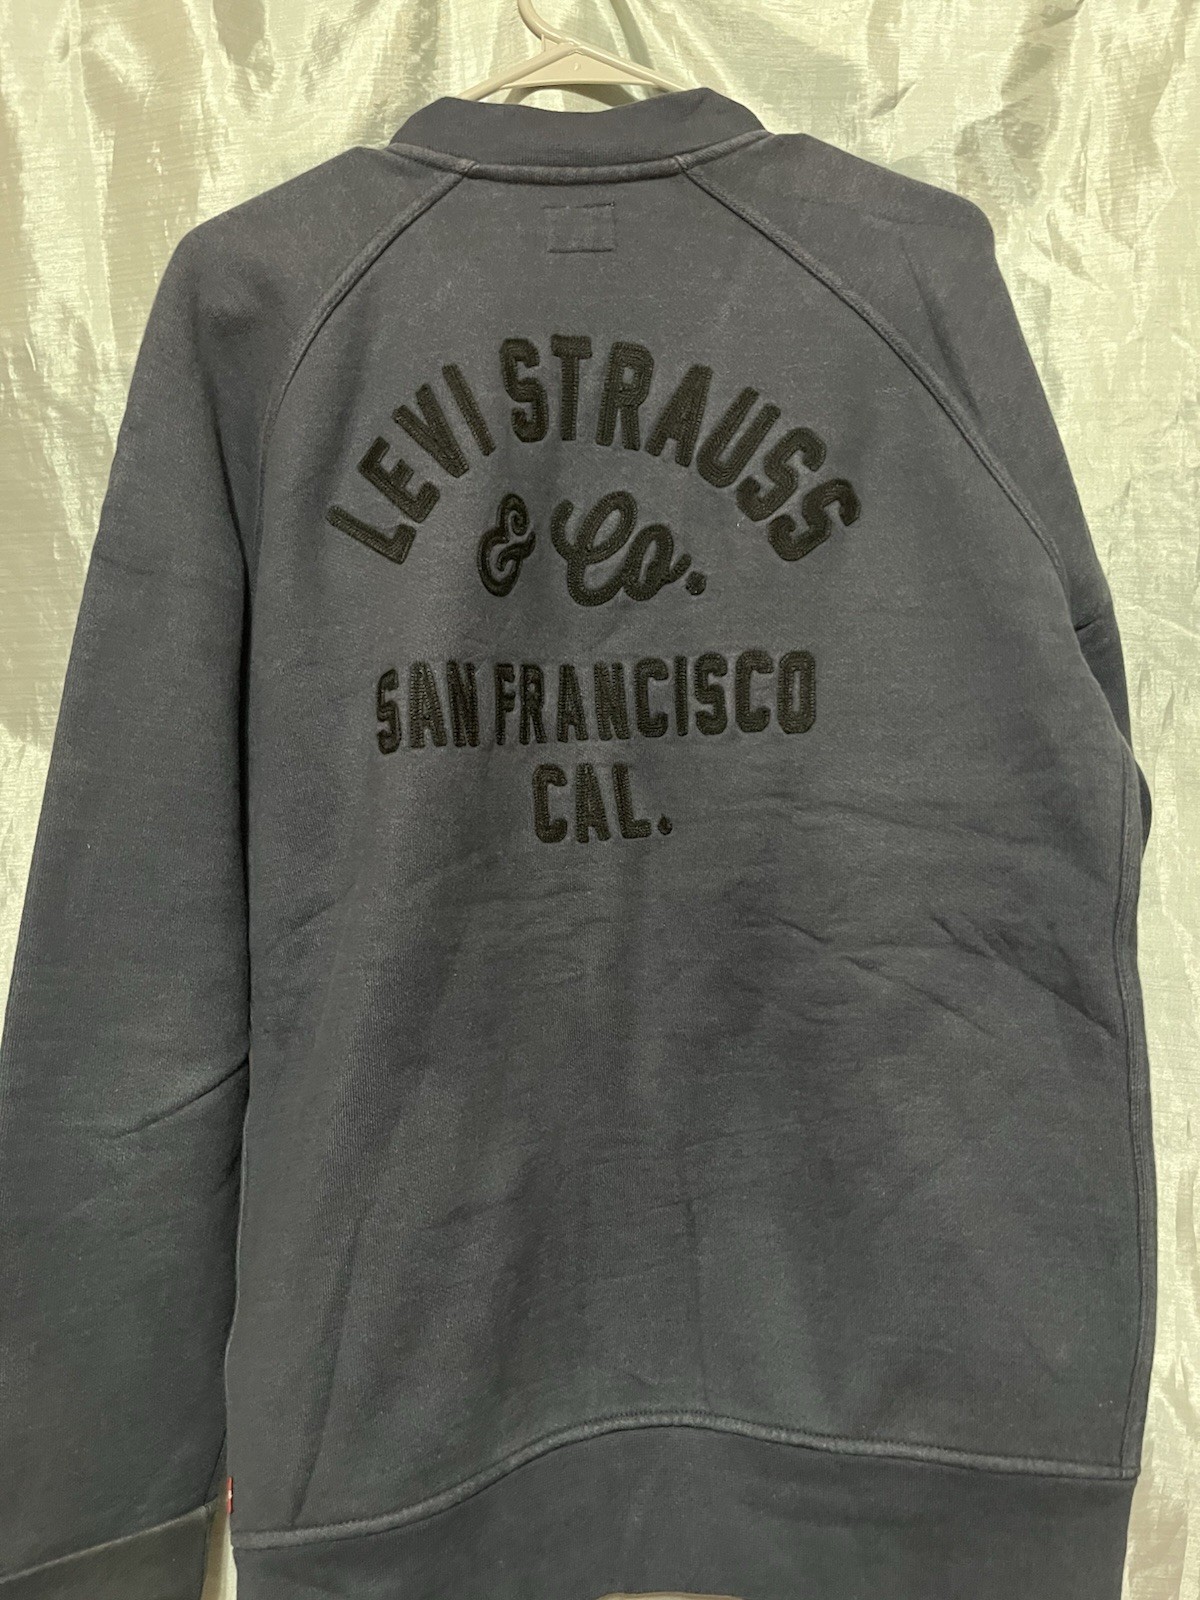 LEVI STRAUSS
& Co.
SAN FRANCISCO
CAL.